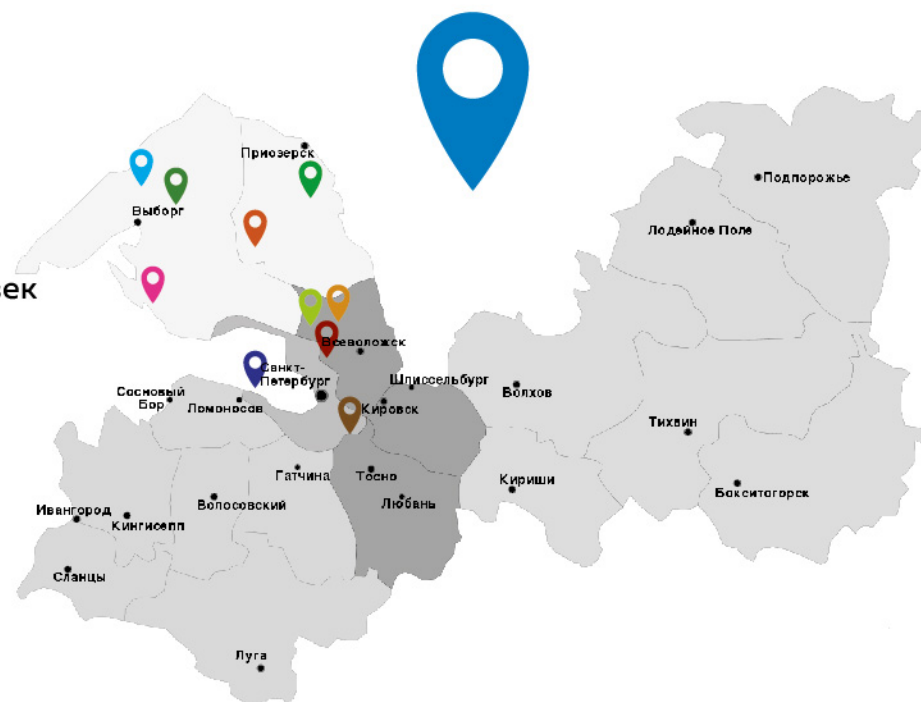 Приозерск
Подпорожье
Выборг
Лодейное Поле
век
Всеволожск
Санкт-
Петербург
Шлиссельбург
Сосновый
Бор
Ломоносов
Кировск
Волхов
Тихвин
Гатчина
Тосно
Кириши
Бокситогорск
Ивангород
Кингисепп
Волосовский
Любань
Сланцы
Луга